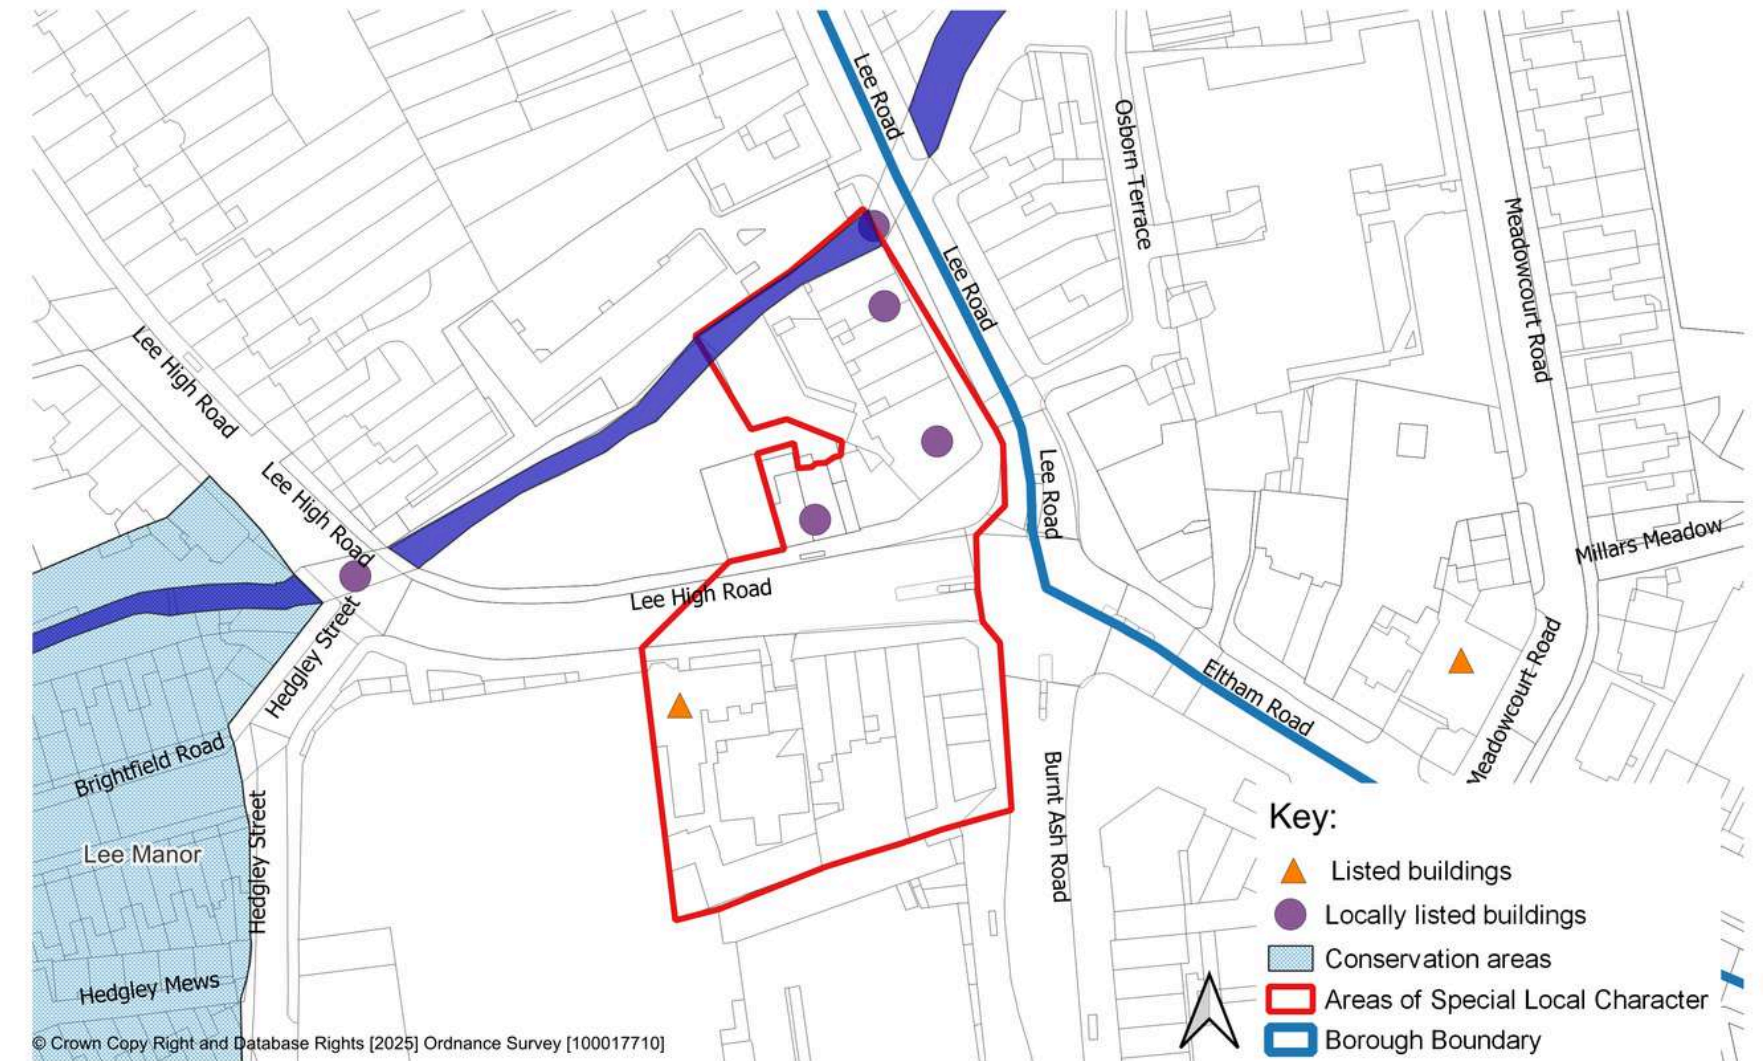 Lee Road
Osborn Terrace
Meadowcourt Road
Lee Road
Lee High Road
Lee High Road
Lee Road
Millars Meadow
Lee High Road
Hedgley Street
Eltham Road
Meadowcourt Road
Brightfield Road
Burnt Ash Road
Hedgley Street
Lee Manor
Hedgley Mews
Key:
Listed buildings
Locally listed buildings
Conservation areas
Areas of Special Local Character
Borough Boundary
© Crown Copy Right and Database Rights [2025] Ordnance Survey [100017710]